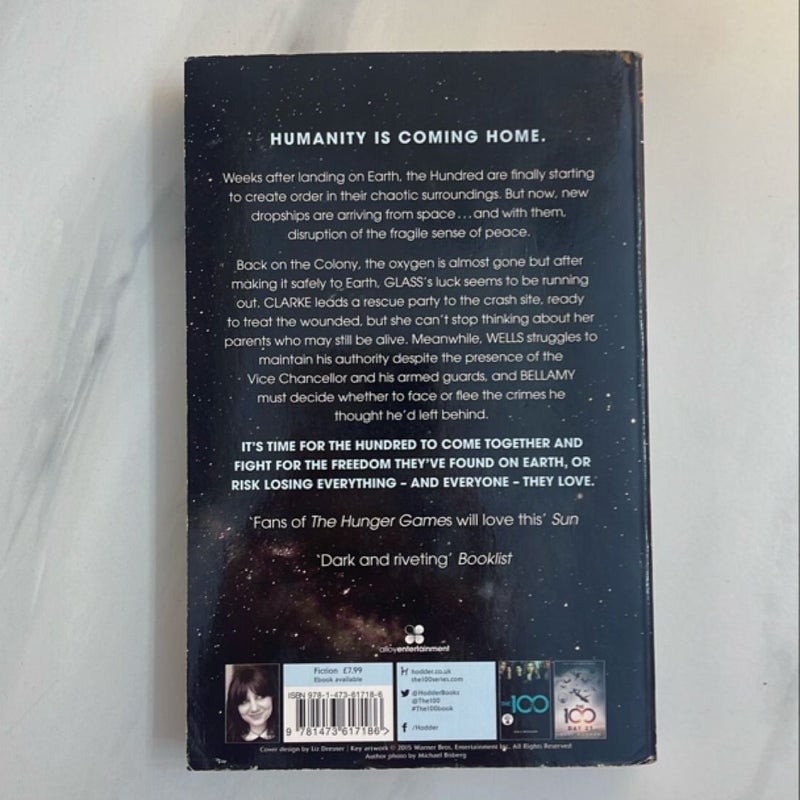 HUMANITY IS COMING HOME.
Weeks after landing on Earth, the Hundred are finally starting
to create order in their chaotic surroundings. But now, new
dropships are arriving from space...and with them,
disruption of the fragile sense of peace.
Back on the Colony, the oxygen is almost gone but after
making it safely to Earth, GLASS's luck seems to be running
out. CLARKE leads a rescue party to the crash site, ready
to treat the wounded, but she can't stop thinking about her
parents who may still be alive. Meanwhile, WELLS struggles to
maintain his authority despite the presence of the
Vice Chancellor and his armed guards, and BELLAMY
must decide whether to face or flee the crimes he
thought he'd left behind.
IT'S TIME FOR THE HUNDRED TO COME TOGETHER AND
FIGHT FOR THE FREEDOM THEY'VE FOUND ON EARTH, OR
RISK LOSING EVERYTHING – AND EVERYONE – THEY LOVE.
'Fans of The Hunger Games will love this' Sun
'Dark and riveting' Booklist
alloyentertainment
Fiction £7.99
Ebook available
ISBN 978-1-473-61718-6
9 781473 617186 >
hodder.co.uk
the100series.com
@HodderBooks
@The100
#The100book
/Hodder
THE 100
THE
100
DAY 21
Cover design by Liz Dresner | Key artwork © 2015 Warner Bros. Entertainment Inc. All Rights Reserved
Author photo by Michael Bisberg